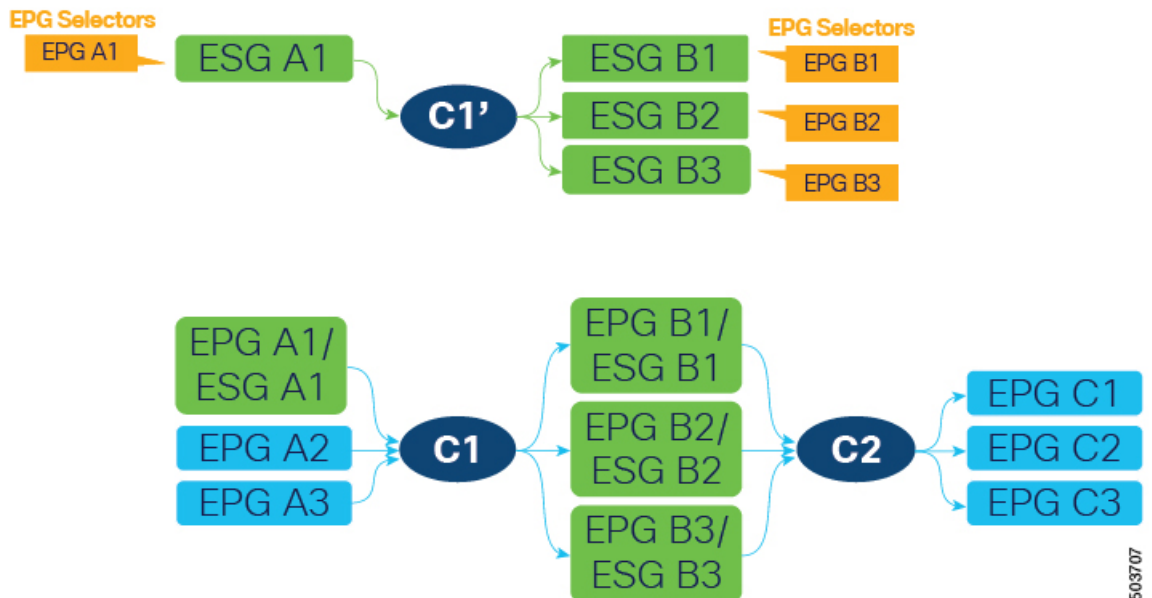 EPG Selectors
EPG A1
ESG A1
C1’
ESG B1
ESG B2
ESG B3
EPG Selectors
EPG B1
EPG B2
EPG B3
EPG A1/
ESG A1
EPG A2
EPG A3
C1
EPG B1/
ESG B1
EPG B2/
ESG B2
EPG B3/
ESG B3
C2
EPG C1
EPG C2
EPG C3
503707